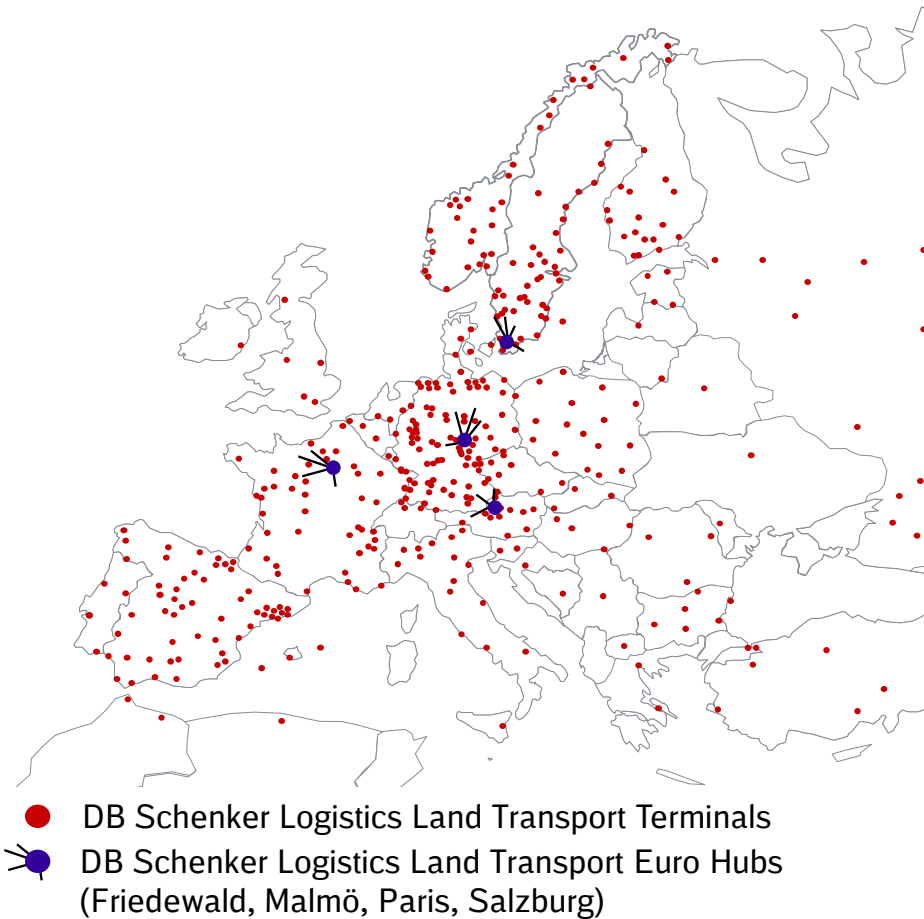 DB Schenker Logistics Land Transport Terminals
DB Schenker Logistics Land Transport Euro Hubs
(Friedewald, Malmö, Paris, Salzburg)